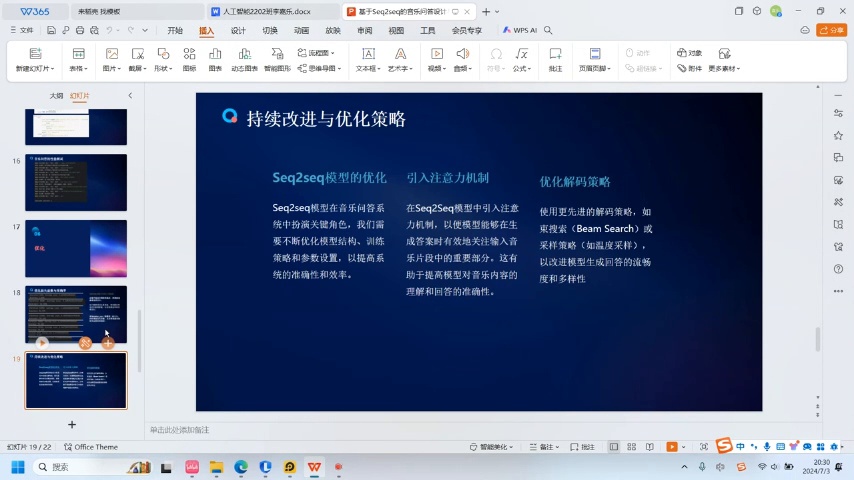 W365
来稻壳 找模板
人工智能2202班李嘉乐.docx
基于Seq2seq的音乐问答设计
文件
开始
插入
设计
切换
动画
放映
审阅
视图
工具
会员专享
WPS AI
分享
新建幻灯片
表格
图片
截屏
形状
图标
图表
动态图表
智能图形
流程图
思维导图
文本框
艺术字
视频
音频
符号
公式
批注
页眉页脚
动作
超链接
对象
附件
更多素材
大纲
幻灯片
16
17
优化
18
19
持续改进与优化策略
Seq2seq模型的优化
Seq2seq模型在音乐问答系
统中扮演关键角色，我们需
要不断优化模型结构、训练
策略和参数设置，以提高系
统的准确性和效率。
引入注意力机制
在Seq2Seq模型中引入注意
力机制，以便模型能够在生
成答案时有效地关注输入音
乐片段中的重要部分。这有
助于提高模型对音乐内容的
理解和回答的准确性。
优化解码策略
使用更先进的解码策略，如
束搜索（Beam Search）或
采样策略（如温度采样），
以改进模型生成回答的流畅
度和多样性
单击此处添加备注
幻灯片 19 / 22
Office Theme
智能美化
备注
批注
中
搜索
20:30
2024/7/3